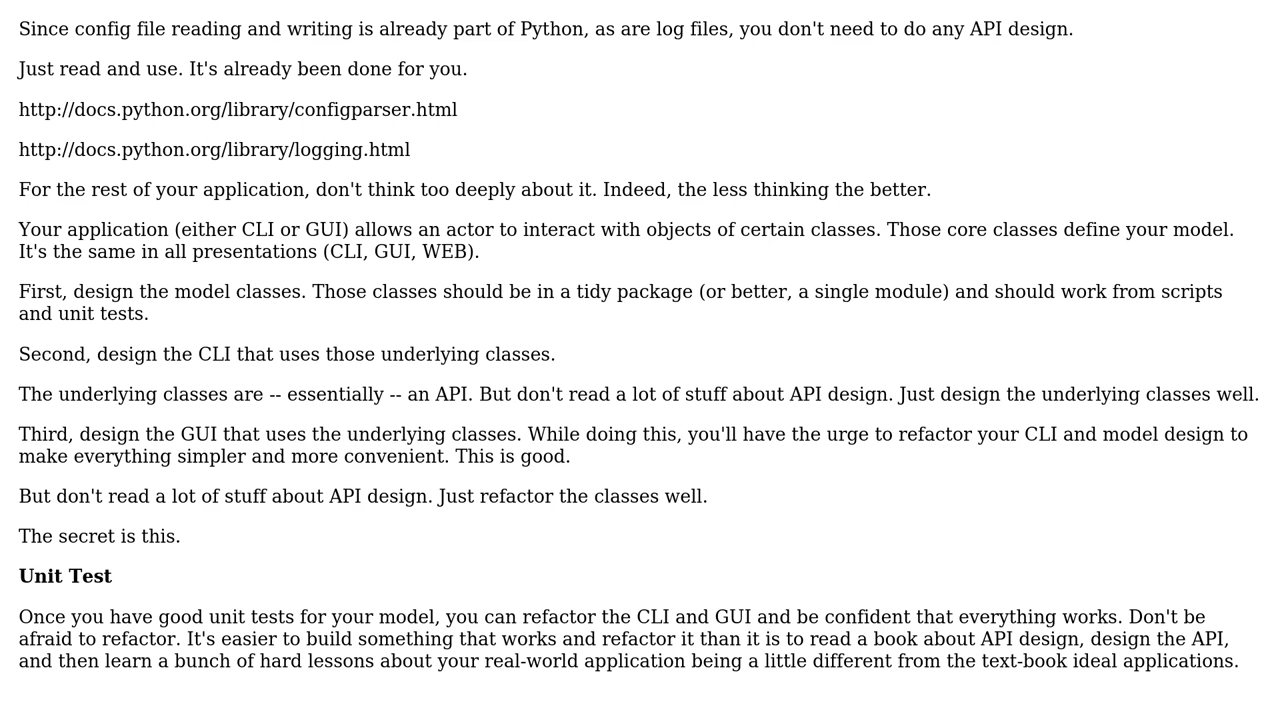 Since config file reading and writing is already part of Python, as are log files, you don't need to do any API design.
Just read and use. It's already been done for you.
http://docs.python.org/library/configparser.html
http://docs.python.org/library/logging.html
For the rest of your application, don't think too deeply about it. Indeed, the less thinking the better.
Your application (either CLI or GUI) allows an actor to interact with objects of certain classes. Those core classes define your model.
It's the same in all presentations (CLI, GUI, WEB).
First, design the model classes. Those classes should be in a tidy package (or better, a single module) and should work from scripts
and unit tests.
Second, design the CLI that uses those underlying classes.
The underlying classes are -- essentially -- an API. But don't read a lot of stuff about API design. Just design the underlying classes well.
Third, design the GUI that uses the underlying classes. While doing this, you'll have the urge to refactor your CLI and model design to
make everything simpler and more convenient. This is good.
But don't read a lot of stuff about API design. Just refactor the classes well.
The secret is this.
Unit Test
Once you have good unit tests for your model, you can refactor the CLI and GUI and be confident that everything works. Don't be
afraid to refactor. It's easier to build something that works and refactor it than it is to read a book about API design, design the API,
and then learn a bunch of hard lessons about your real-world application being a little different from the text-book ideal applications.